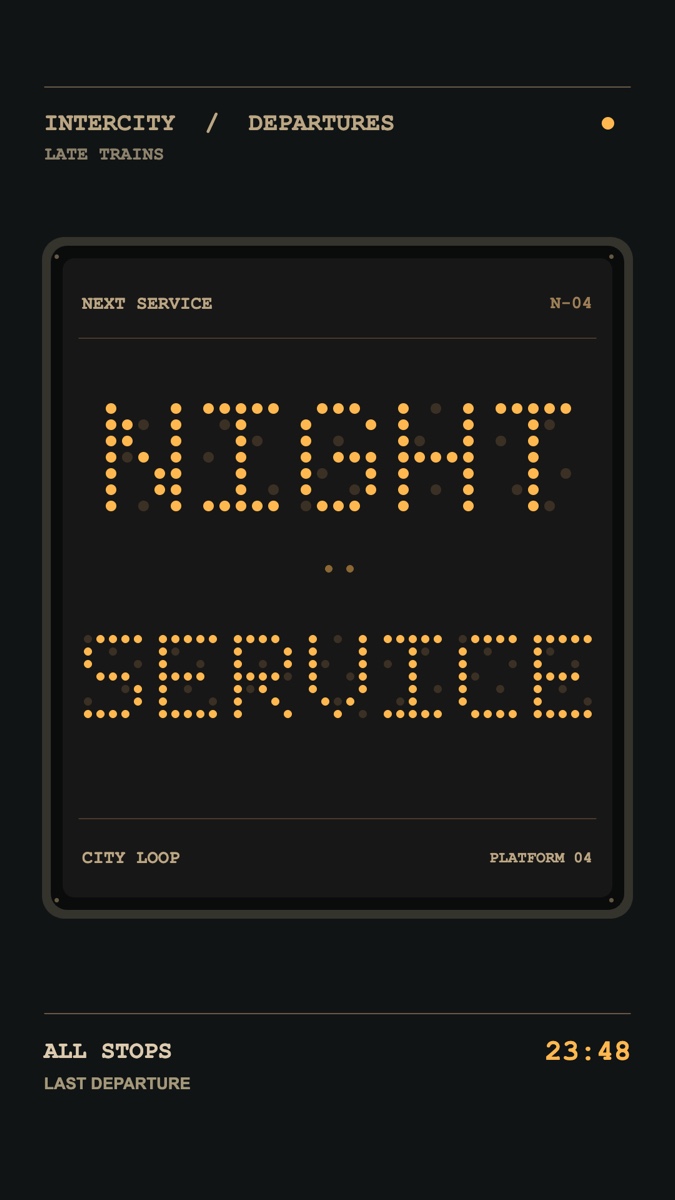 INTERCITY / DEPARTURES
LATE TRAINS
NEXT SERVICE N-04
NIGHT
SERVICE
CITY LOOP PLATFORM 04
ALL STOPS 23:48
LAST DEPARTURE